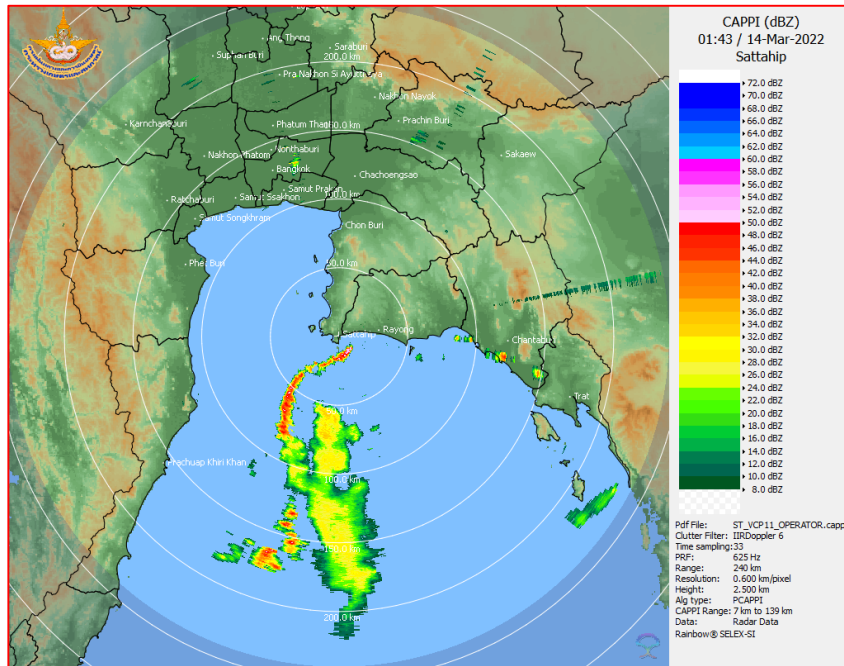 CAPPI (dBZ)
01:43 / 14-Mar-2022
Sattahip
72.0 dBZ
70.0 dBZ
68.0 dBZ
66.0 dBZ
64.0 dBZ
62.0 dBZ
60.0 dBZ
58.0 dBZ
56.0 dBZ
54.0 dBZ
52.0 dBZ
50.0 dBZ
48.0 dBZ
46.0 dBZ
44.0 dBZ
42.0 dBZ
40.0 dBZ
38.0 dBZ
36.0 dBZ
34.0 dBZ
32.0 dBZ
30.0 dBZ
28.0 dBZ
26.0 dBZ
24.0 dBZ
22.0 dBZ
20.0 dBZ
18.0 dBZ
16.0 dBZ
14.0 dBZ
12.0 dBZ
10.0 dBZ
8.0 dBZ
Pdf File: ST_VCP11_OPERATOR.capp
Clutter Filter: IIRDoppler 6
Time sampling:33
PRF: 625 Hz
Range: 240 km
Resolution: 0.600 km/pixel
Height: 2.500 km
Alg type: PCAPPI
CAPPI Range: 7 km to 139 km
Data: Radar Data
Rainbow® SELEX-SI
Ang Thong
Saraburi
Suphan Buri
200.0 km
Pra Nakhon Si Ayutthaya
Nakhon Nayok
Karnchanaburi
Phatum Thani
Prachin Buri
Nonthaburi
Nakhon Phatom
Sakaew
Bangkok
Chachoengsao
Samut Prakan
Ratchaburi
Samut Ssakhon
100.0 km
Samut Songkhram
Chon Buri
Phet Buri
50.0 km
Sattahip
Rayong
Chantaburi
Trat
50.0 km
Prachuap Khiri Khan
100.0 km
150.0 km
200.0 km